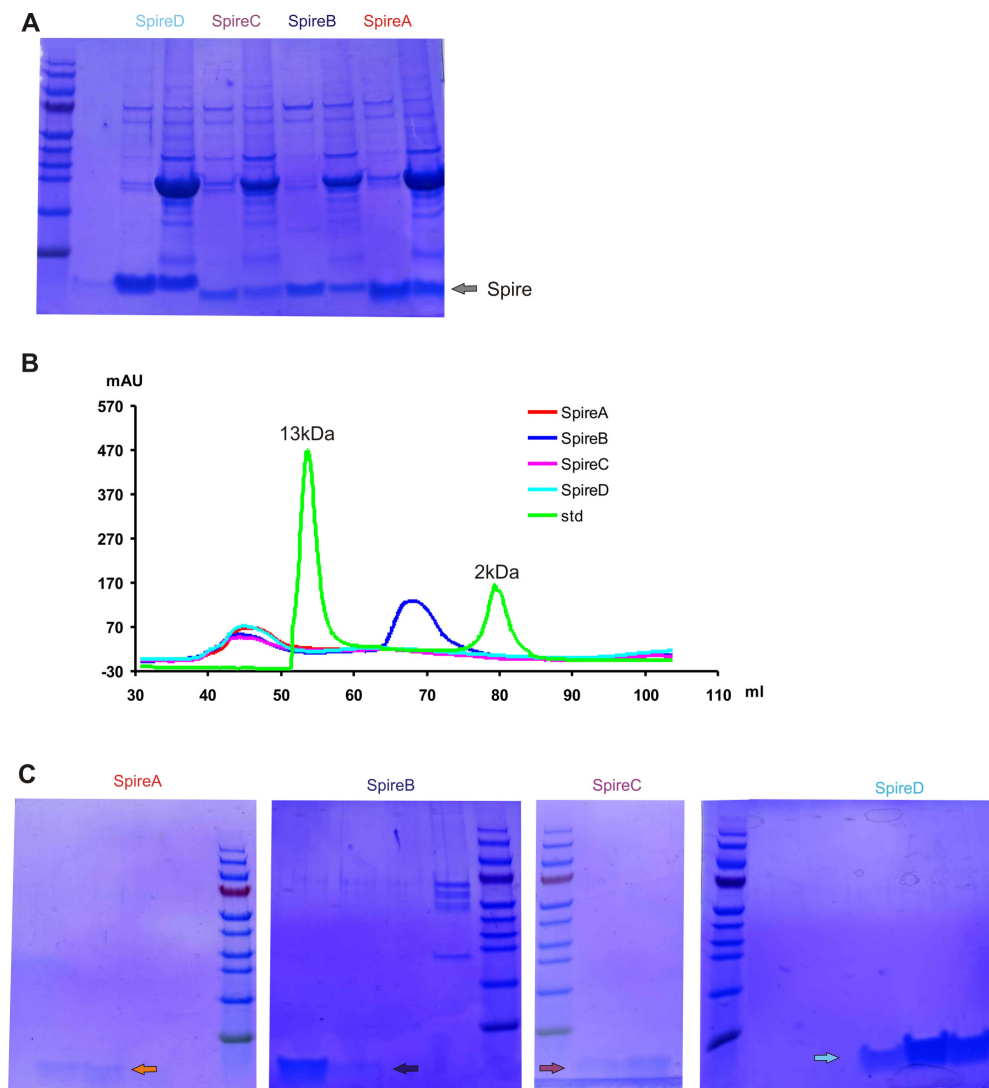 A
SpireD SpireC SpireB SpireA
Spire
B
mAU
570
470
370
270
170
70
-30
30 40 50 60 70 80 90 100 110 ml
13kDa
2kDa
SpireA
SpireB
SpireC
SpireD
std
C
SpireA SpireB SpireC SpireD